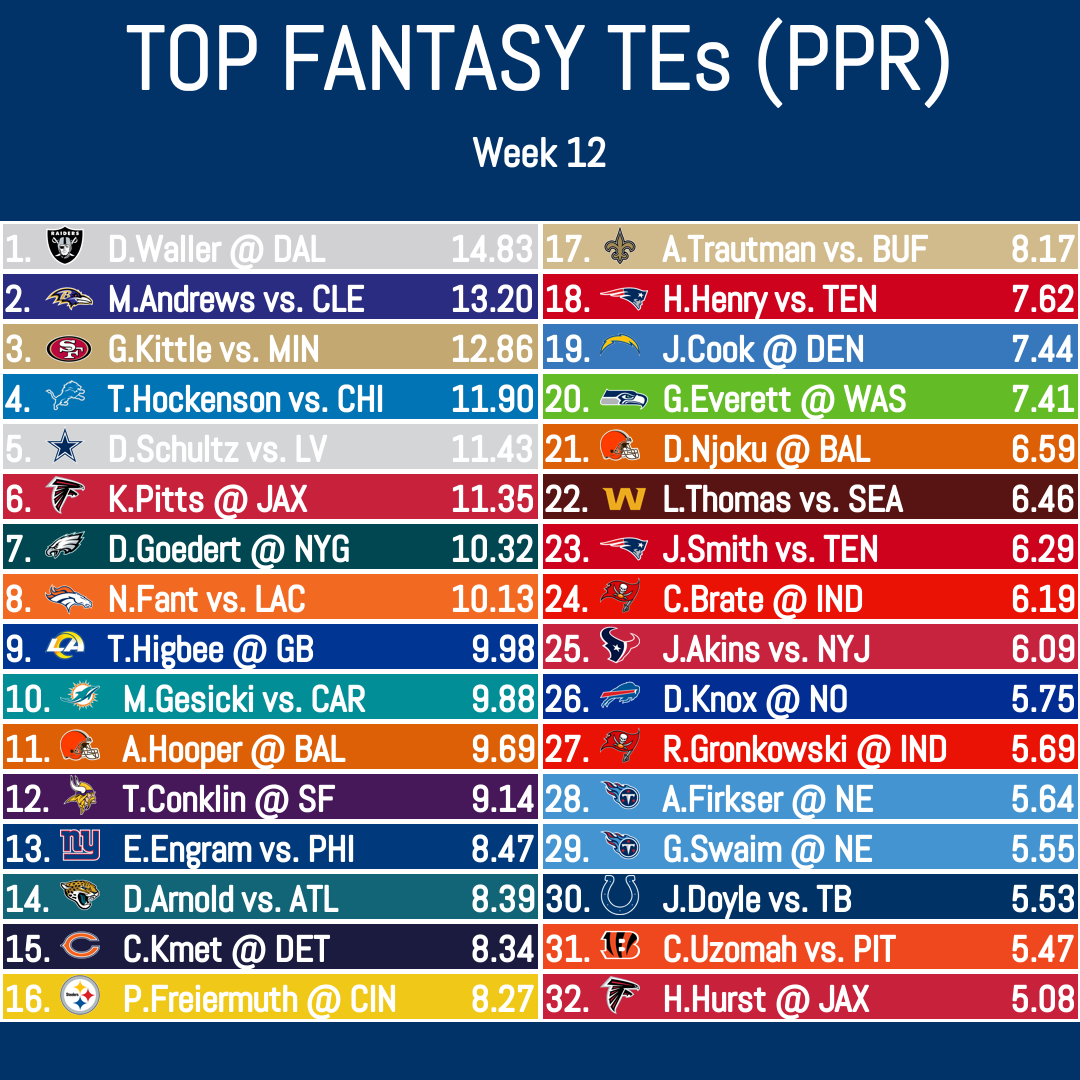 TOP FANTASY TEs (PPR)
Week 12
1. RAIDERS D.Waller @ DAL 14.83
2. M.Andrews vs. CLE 13.20
3. SF G.Kittle vs. MIN 12.86
4. T.Hockenson vs. CHI 11.90
5. D.Schultz vs. LV 11.43
6. K.Pitts @ JAX 11.35
7. D.Goedert @ NYG 10.32
8. N.Fant vs. LAC 10.13
9. LA T.Higbee @ GB 9.98
10. M.Gesicki vs. CAR 9.88
11. A.Hooper @ BAL 9.69
12. T.Conklin @ SF 9.14
13. ny E.Engram vs. PHI 8.47
14. D.Arnold vs. ATL 8.39
15. C C.Kmet @ DET 8.34
16. Steelers P.Freiermuth @ CIN 8.27
17. A.Trautman vs. BUF 8.17
18. H.Henry vs. TEN 7.62
19. J.Cook @ DEN 7.44
20. G.Everett @ WAS 7.41
21. D.Njoku @ BAL 6.59
22. W L.Thomas vs. SEA 6.46
23. J.Smith vs. TEN 6.29
24. C.Brate @ IND 6.19
25. J.Akins vs. NYJ 6.09
26. D.Knox @ NO 5.75
27. R.Gronkowski @ IND 5.69
28. T A.Firkser @ NE 5.64
29. T G.Swaim @ NE 5.55
30. J.Doyle vs. TB 5.53
31. C.Uzomah vs. PIT 5.47
32. H.Hurst @ JAX 5.08